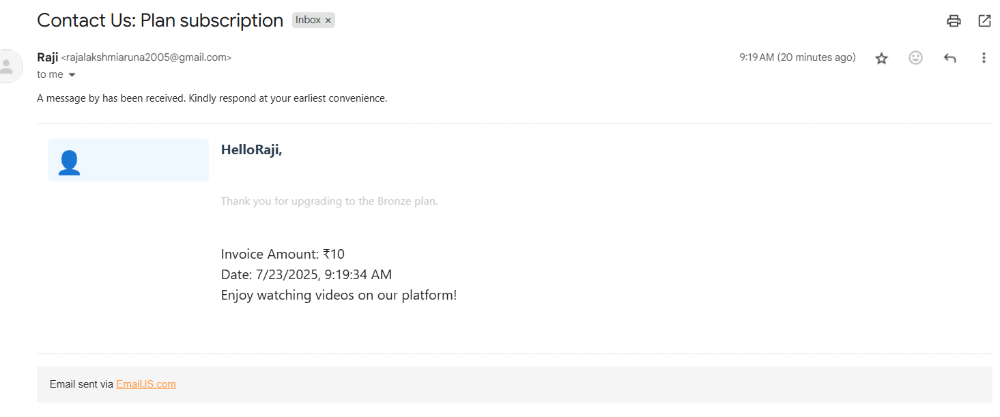 Contact Us: Plan subscription Inbox ×
Raji <rajalakshmiaruna2005@gmail.com> 9:19 AM (20 minutes ago)
to me
A message by has been received. Kindly respond at your earliest convenience.
HelloRaji,
Thank you for upgrading to the Bronze plan.
Invoice Amount: ₹10
Date: 7/23/2025, 9:19:34 AM
Enjoy watching videos on our platform!
Email sent via EmailJS.com